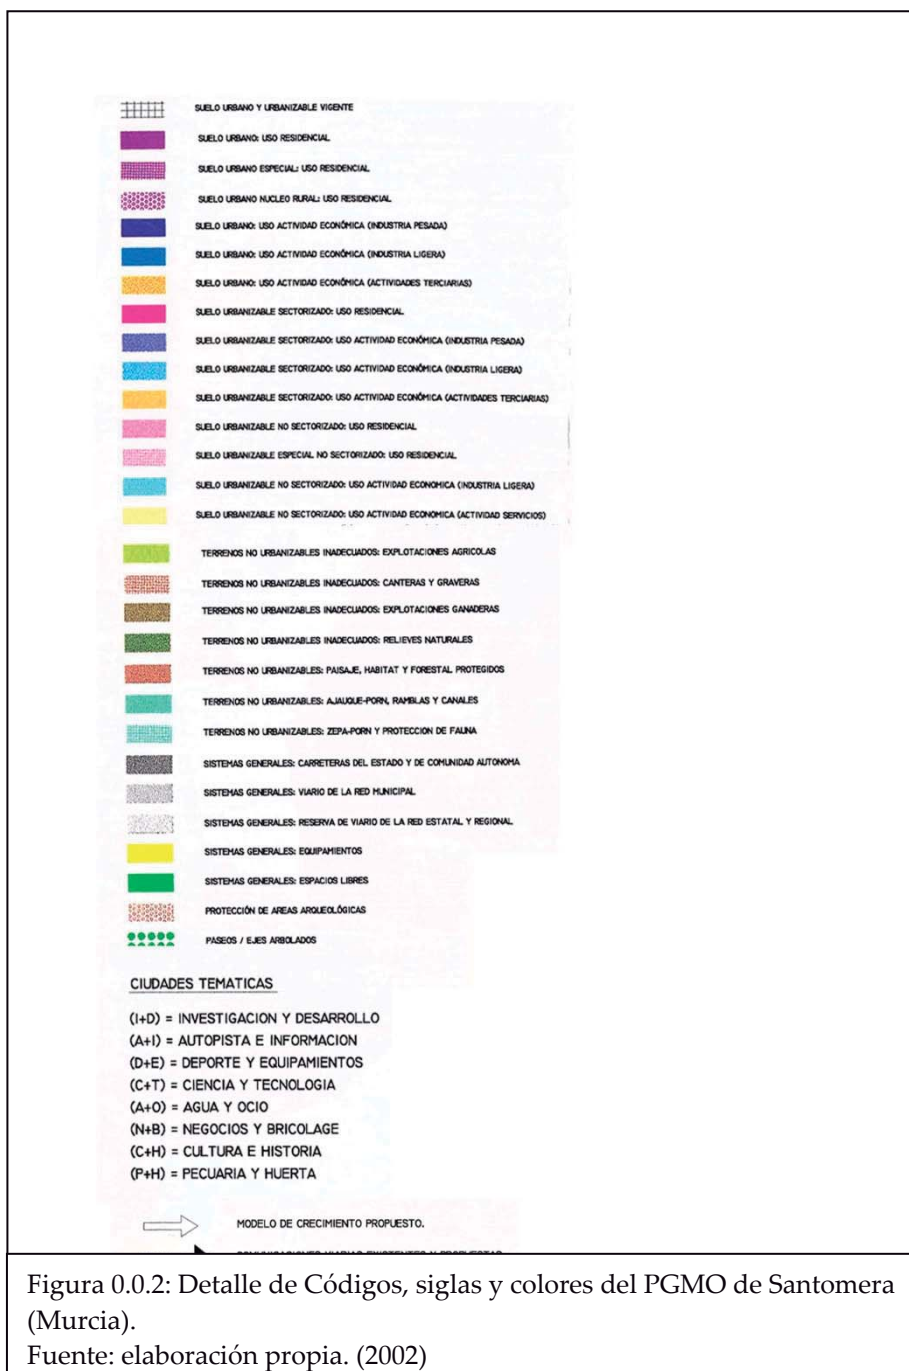 SUELO URBANO Y URBANIZABLE VIGENTE
SUELO URBANO: USO RESIDENCIAL
SUELO URBANO ESPECIAL: USO RESIDENCIAL
SUELO URBANO NUCLEO RURAL: USO RESIDENCIAL
SUELO URBANO: USO ACTIVIDAD ECONÓMICA (INDUSTRIA PESADA)
SUELO URBANO: USO ACTIVIDAD ECONÓMICA (INDUSTRIA LIGERA)
SUELO URBANO: USO ACTIVIDAD ECONÓMICA (ACTIVIDADES TERCIARIAS)
SUELO URBANIZABLE SECTORIZADO: USO RESIDENCIAL
SUELO URBANIZABLE SECTORIZADO: USO ACTIVIDAD ECONÓMICA (INDUSTRIA PESADA)
SUELO URBANIZABLE SECTORIZADO: USO ACTIVIDAD ECONÓMICA (INDUSTRIA LIGERA)
SUELO URBANIZABLE SECTORIZADO: USO ACTIVIDAD ECONÓMICA (ACTIVIDADES TERCIARIAS)
SUELO URBANIZABLE NO SECTORIZADO: USO RESIDENCIAL
SUELO URBANIZABLE ESPECIAL NO SECTORIZADO: USO RESIDENCIAL
SUELO URBANIZABLE NO SECTORIZADO: USO ACTIVIDAD ECONOMICA (INDUSTRIA LIGERA)
SUELO URBANIZABLE NO SECTORIZADO: USO ACTIVIDAD ECONOMICA (ACTIVIDAD SERVICIOS)
TERRENOS NO URBANIZABLES INADECUADOS: EXPLOTACIONES AGRICOLAS
TERRENOS NO URBANIZABLES INADECUADOS: CANTERAS Y GRAVERAS
TERRENOS NO URBANIZABLES INADECUADOS: EXPLOTACIONES GANADERAS
TERRENOS NO URBANIZABLES INADECUADOS: RELIEVES NATURALES
TERRENOS NO URBANIZABLES: PAISAJE, HABITAT Y FORESTAL PROTEGIDOS
TERRENOS NO URBANIZABLES: AJAUQUE-PORN, RAMBLAS Y CANALES
TERRENOS NO URBANIZABLES: ZEPA-PORN Y PROTECCION DE FAUNA
SISTEMAS GENERALES: CARRETERAS DEL ESTADO Y DE COMUNIDAD AUTONOMA
SISTEMAS GENERALES: VIARIO DE LA RED MUNICIPAL
SISTEMAS GENERALES: RESERVA DE VIARIO DE LA RED ESTATAL Y REGIONAL
SISTEMAS GENERALES: EQUIPAMIENTOS
SISTEMAS GENERALES: ESPACIOS LIBRES
PROTECCIÓN DE AREAS ARQUEOLÓGICAS
PASEOS / EJES ARBOLADOS
CIUDADES TEMATICAS
(I+D) = INVESTIGACION Y DESARROLLO
(A+I) = AUTOPISTA E INFORMACION
(D+E) = DEPORTE Y EQUIPAMIENTOS
(C+T) = CIENCIA Y TECNOLOGIA
(A+O) = AGUA Y OCIO
(N+B) = NEGOCIOS Y BRICOLAGE
(C+H) = CULTURA E HISTORIA
(P+H) = PECUARIA Y HUERTA
MODELO DE CRECIMIENTO PROPUESTO.
Figura 0.0.2: Detalle de Códigos, siglas y colores del PGMO de Santomera
(Murcia).
Fuente: elaboración propia. (2002)